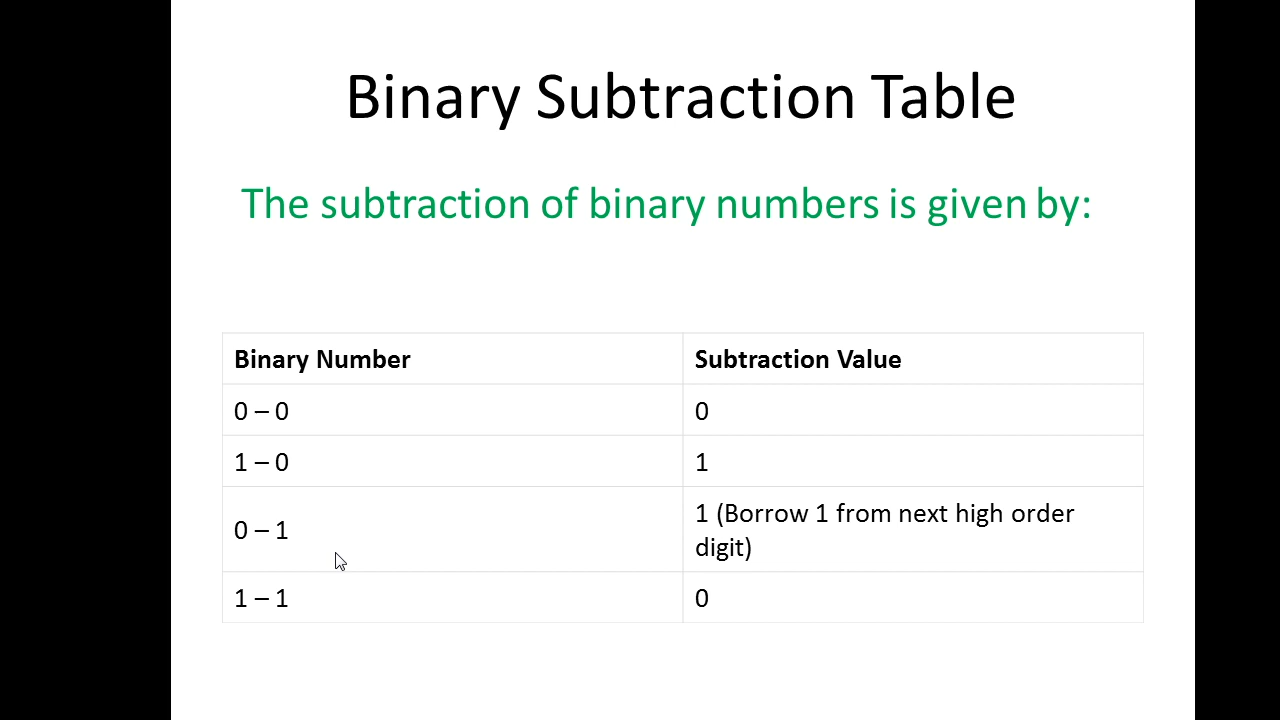 Binary Subtraction Table
The subtraction of binary numbers is given by:
Binary Number
Subtraction Value
0 – 0
0
1 – 0
1
0 – 1
1 (Borrow 1 from next high order
digit)
1 – 1
0